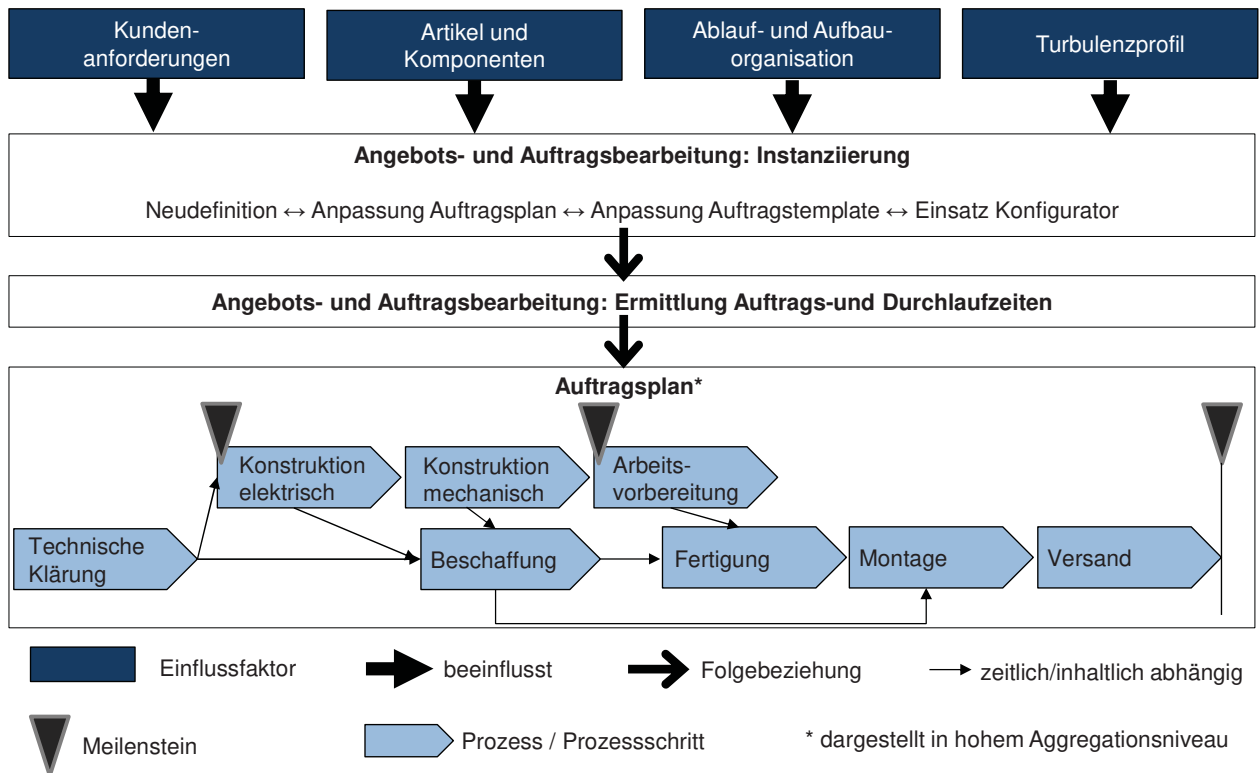 Kunden-
anforderungen
Artikel und
Komponenten
Ablauf- und Aufbau-
organisation
Turbulenzprofil
Angebots- und Auftragsbearbeitung: Instanziierung
Neudefinition ↔ Anpassung Auftragsplan ↔ Anpassung Auftragstemplate ↔ Einsatz Konfigurator
Angebots- und Auftragsbearbeitung: Ermittlung Auftrags-und Durchlaufzeiten
Auftragsplan*
Konstruktion
elektrisch
Konstruktion
mechanisch
Arbeits-
vorbereitung
Technische
Klärung
Beschaffung
Fertigung
Montage
Versand
Einflussfaktor
beeinflusst
Folgebeziehung
zeitlich/inhaltlich abhängig
Meilenstein
Prozess / Prozessschritt
* dargestellt in hohem Aggregationsniveau